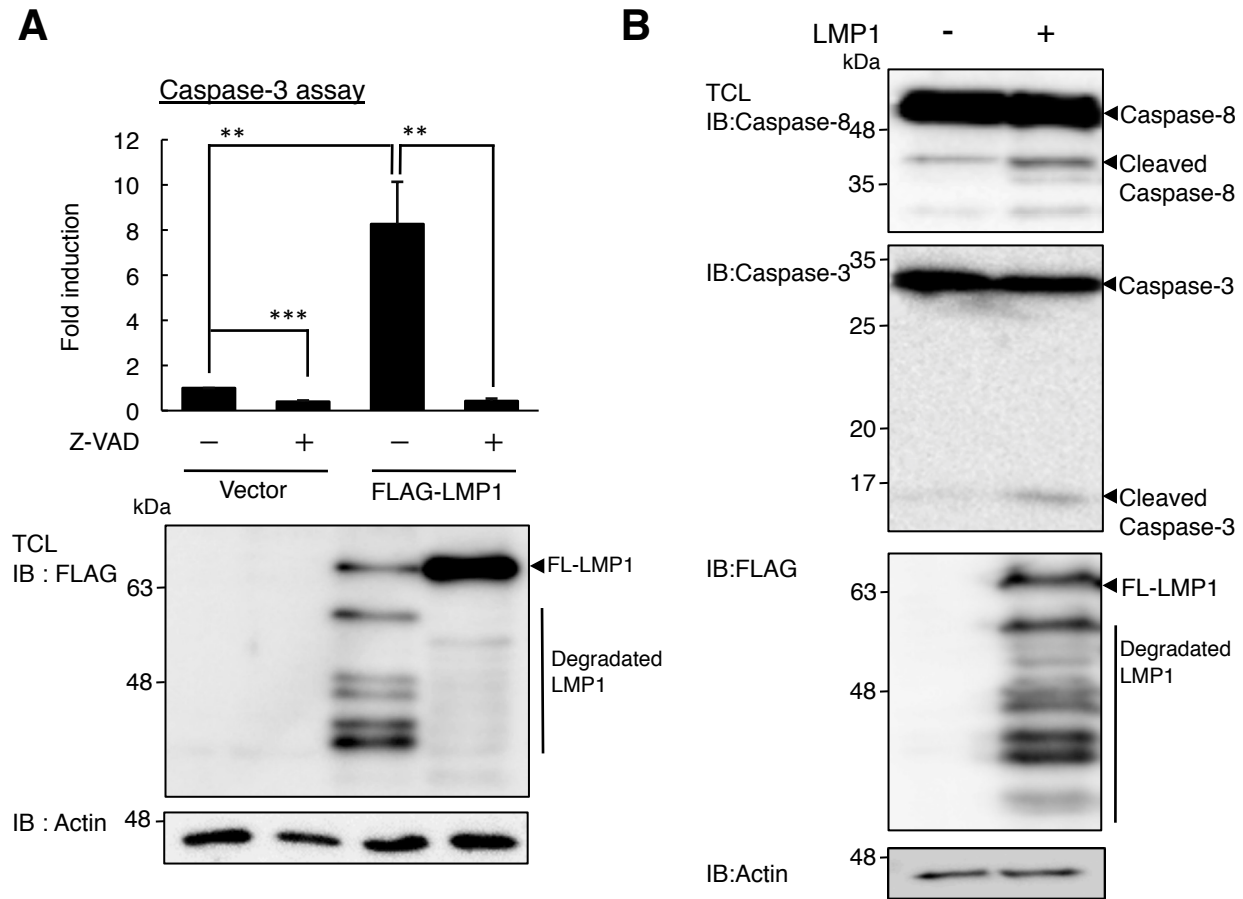 A
Caspase-3 assay
Fold induction
12
10
8
6
4
2
0
**
**
***
Z-VAD
− + − +
Vector
FLAG-LMP1
kDa
TCL
IB : FLAG
63
48
FL-LMP1
Degradated
LMP1
IB : Actin
48
B
LMP1 - +
kDa
TCL
IB:Caspase-8
48
35
Caspase-8
Cleaved
Caspase-8
IB:Caspase-3
35
25
20
17
Caspase-3
Cleaved
Caspase-3
IB:FLAG
63
48
FL-LMP1
Degradated
LMP1
IB:Actin
48